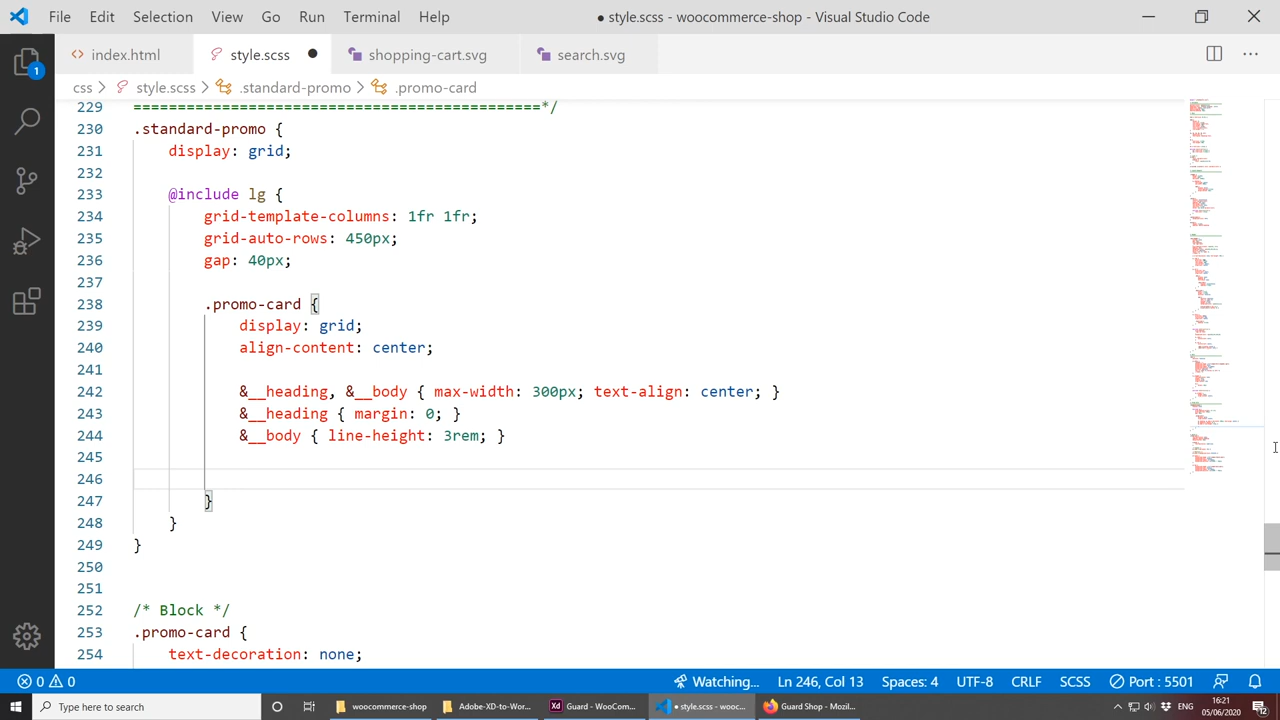 File Edit Selection View Go Run Terminal Help ● style.scss - woocommerce-shop - Visual Studio Code
<> index.html style.scss ● shopping-cart.svg search.svg ...
css > style.scss > .standard-promo > .promo-card
229 ==============================================*/
230 .standard-promo {
231 display: grid;
232
233 @include lg {
234 grid-template-columns: 1fr 1fr;
235 grid-auto-rows: 450px;
236 gap: 40px;
237
238 .promo-card {
239 display: grid;
240 align-content: center;
241
242 &__heading, &__body { max-width: 300px; text-align: center; }
243 &__heading { margin: 0; }
244 &__body { line-height: 3rem; }
245
246
247 }
248 }
249 }
250
251
252 /* Block */
253 .promo-card {
254 text-decoration: none;
1
0 0 Watching... Ln 246, Col 13 Spaces: 4 UTF-8 CRLF SCSS Port : 5501
Type here to search woocommerce-shop Adobe-XD-to-Wor... Guard - WooCom... ● style.scss - wooc... Guard Shop - Mozil... ENG 16:21
05/06/2020 12